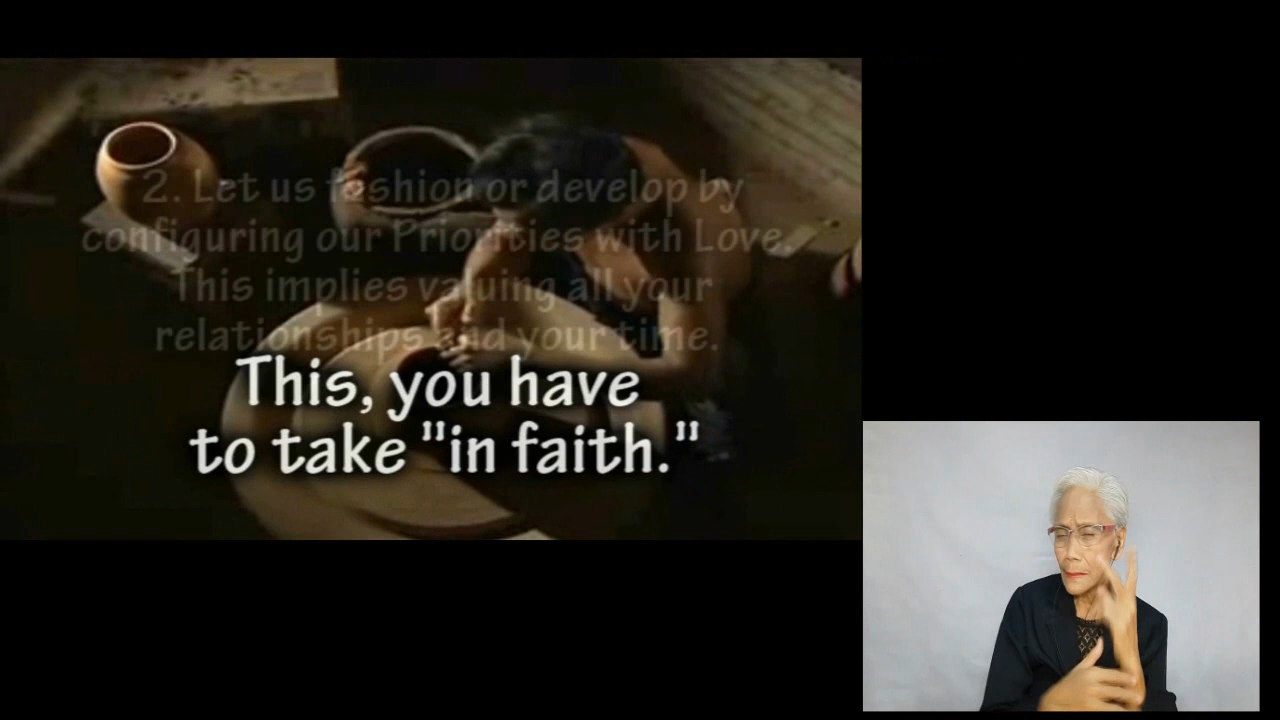 2. Let us fashion or develop by
configuring our Priorities with Love.
This implies valuing all your
relationships and your time.
This, you have
to take "in faith."